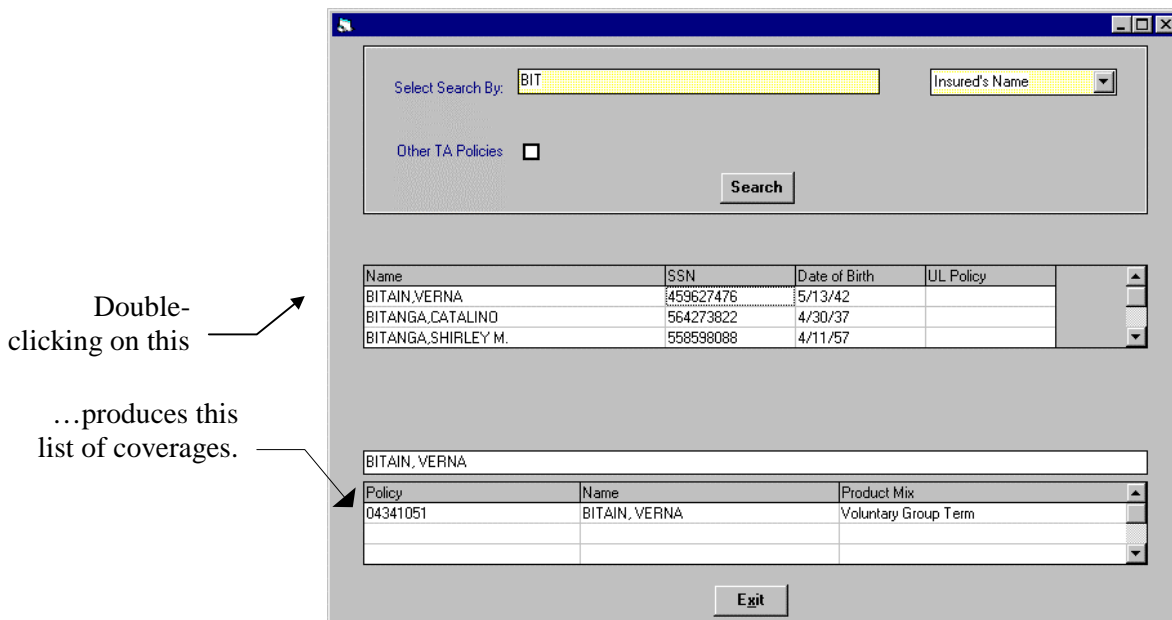 Select Search By:
BIT
Insured's Name
Other TA Policies
Search
Name SSN Date of Birth UL Policy
BITAIN,VERNA 459627476 5/13/42
BITANGA,CATALINO 564273822 4/30/37
BITANGA,SHIRLEY M. 558598088 4/11/57
Double-
clicking on this
…produces this
list of coverages.
BITAIN, VERNA
Policy Name Product Mix
04341051 BITAIN, VERNA Voluntary Group Term
Exit